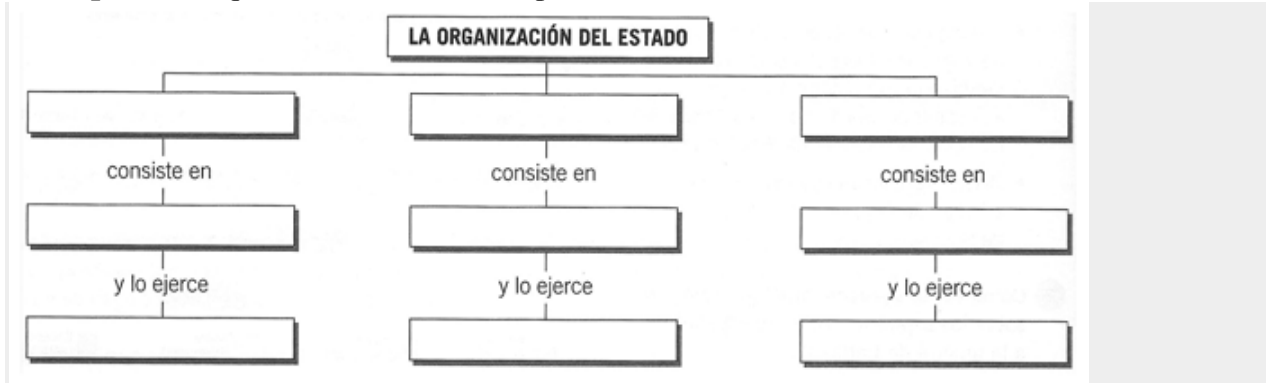 LA ORGANIZACIÓN DEL ESTADO
consiste en
consiste en
consiste en
y lo ejerce
y lo ejerce
y lo ejerce